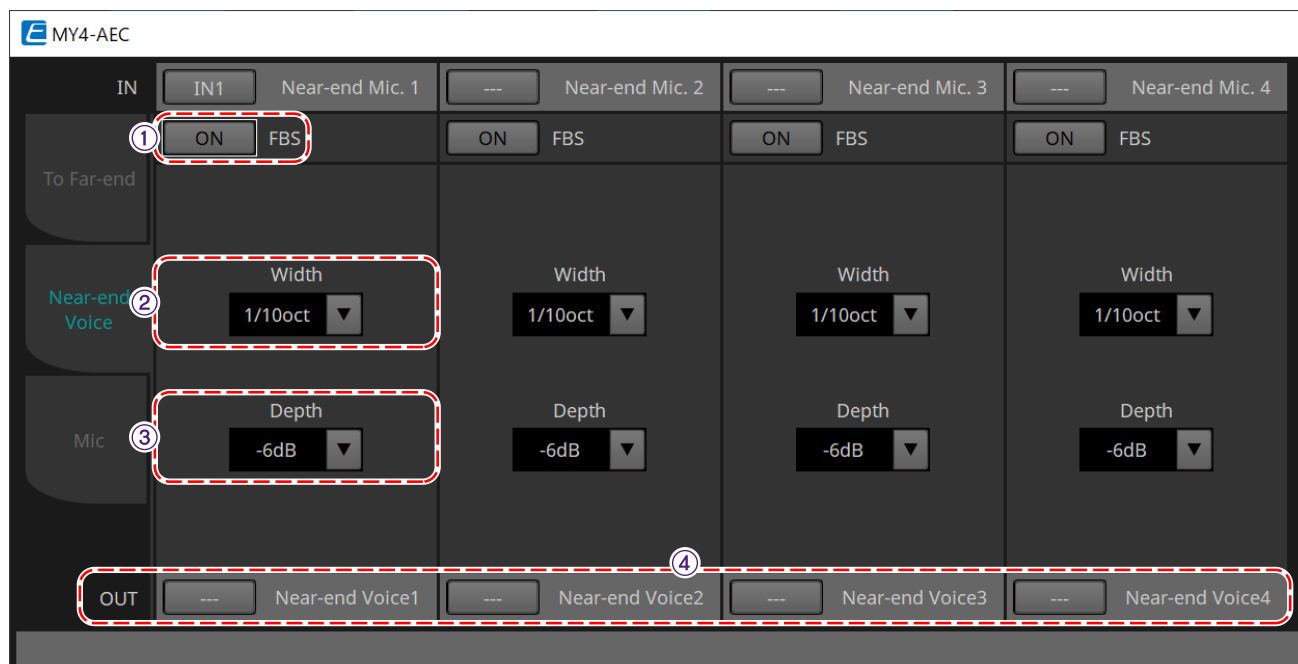 MY4-AEC
IN IN1 Near-end Mic. 1 --- Near-end Mic. 2 --- Near-end Mic. 3 --- Near-end Mic. 4
① ON FBS ON FBS ON FBS ON FBS
To Far-end
Width Width Width Width
Near-end
Voice
② 1/10oct ▼ 1/10oct ▼ 1/10oct ▼ 1/10oct ▼
Depth Depth Depth Depth
Mic ③ -6dB ▼ -6dB ▼ -6dB ▼ -6dB ▼
④
OUT --- Near-end Voice1 --- Near-end Voice2 --- Near-end Voice3 --- Near-end Voice4